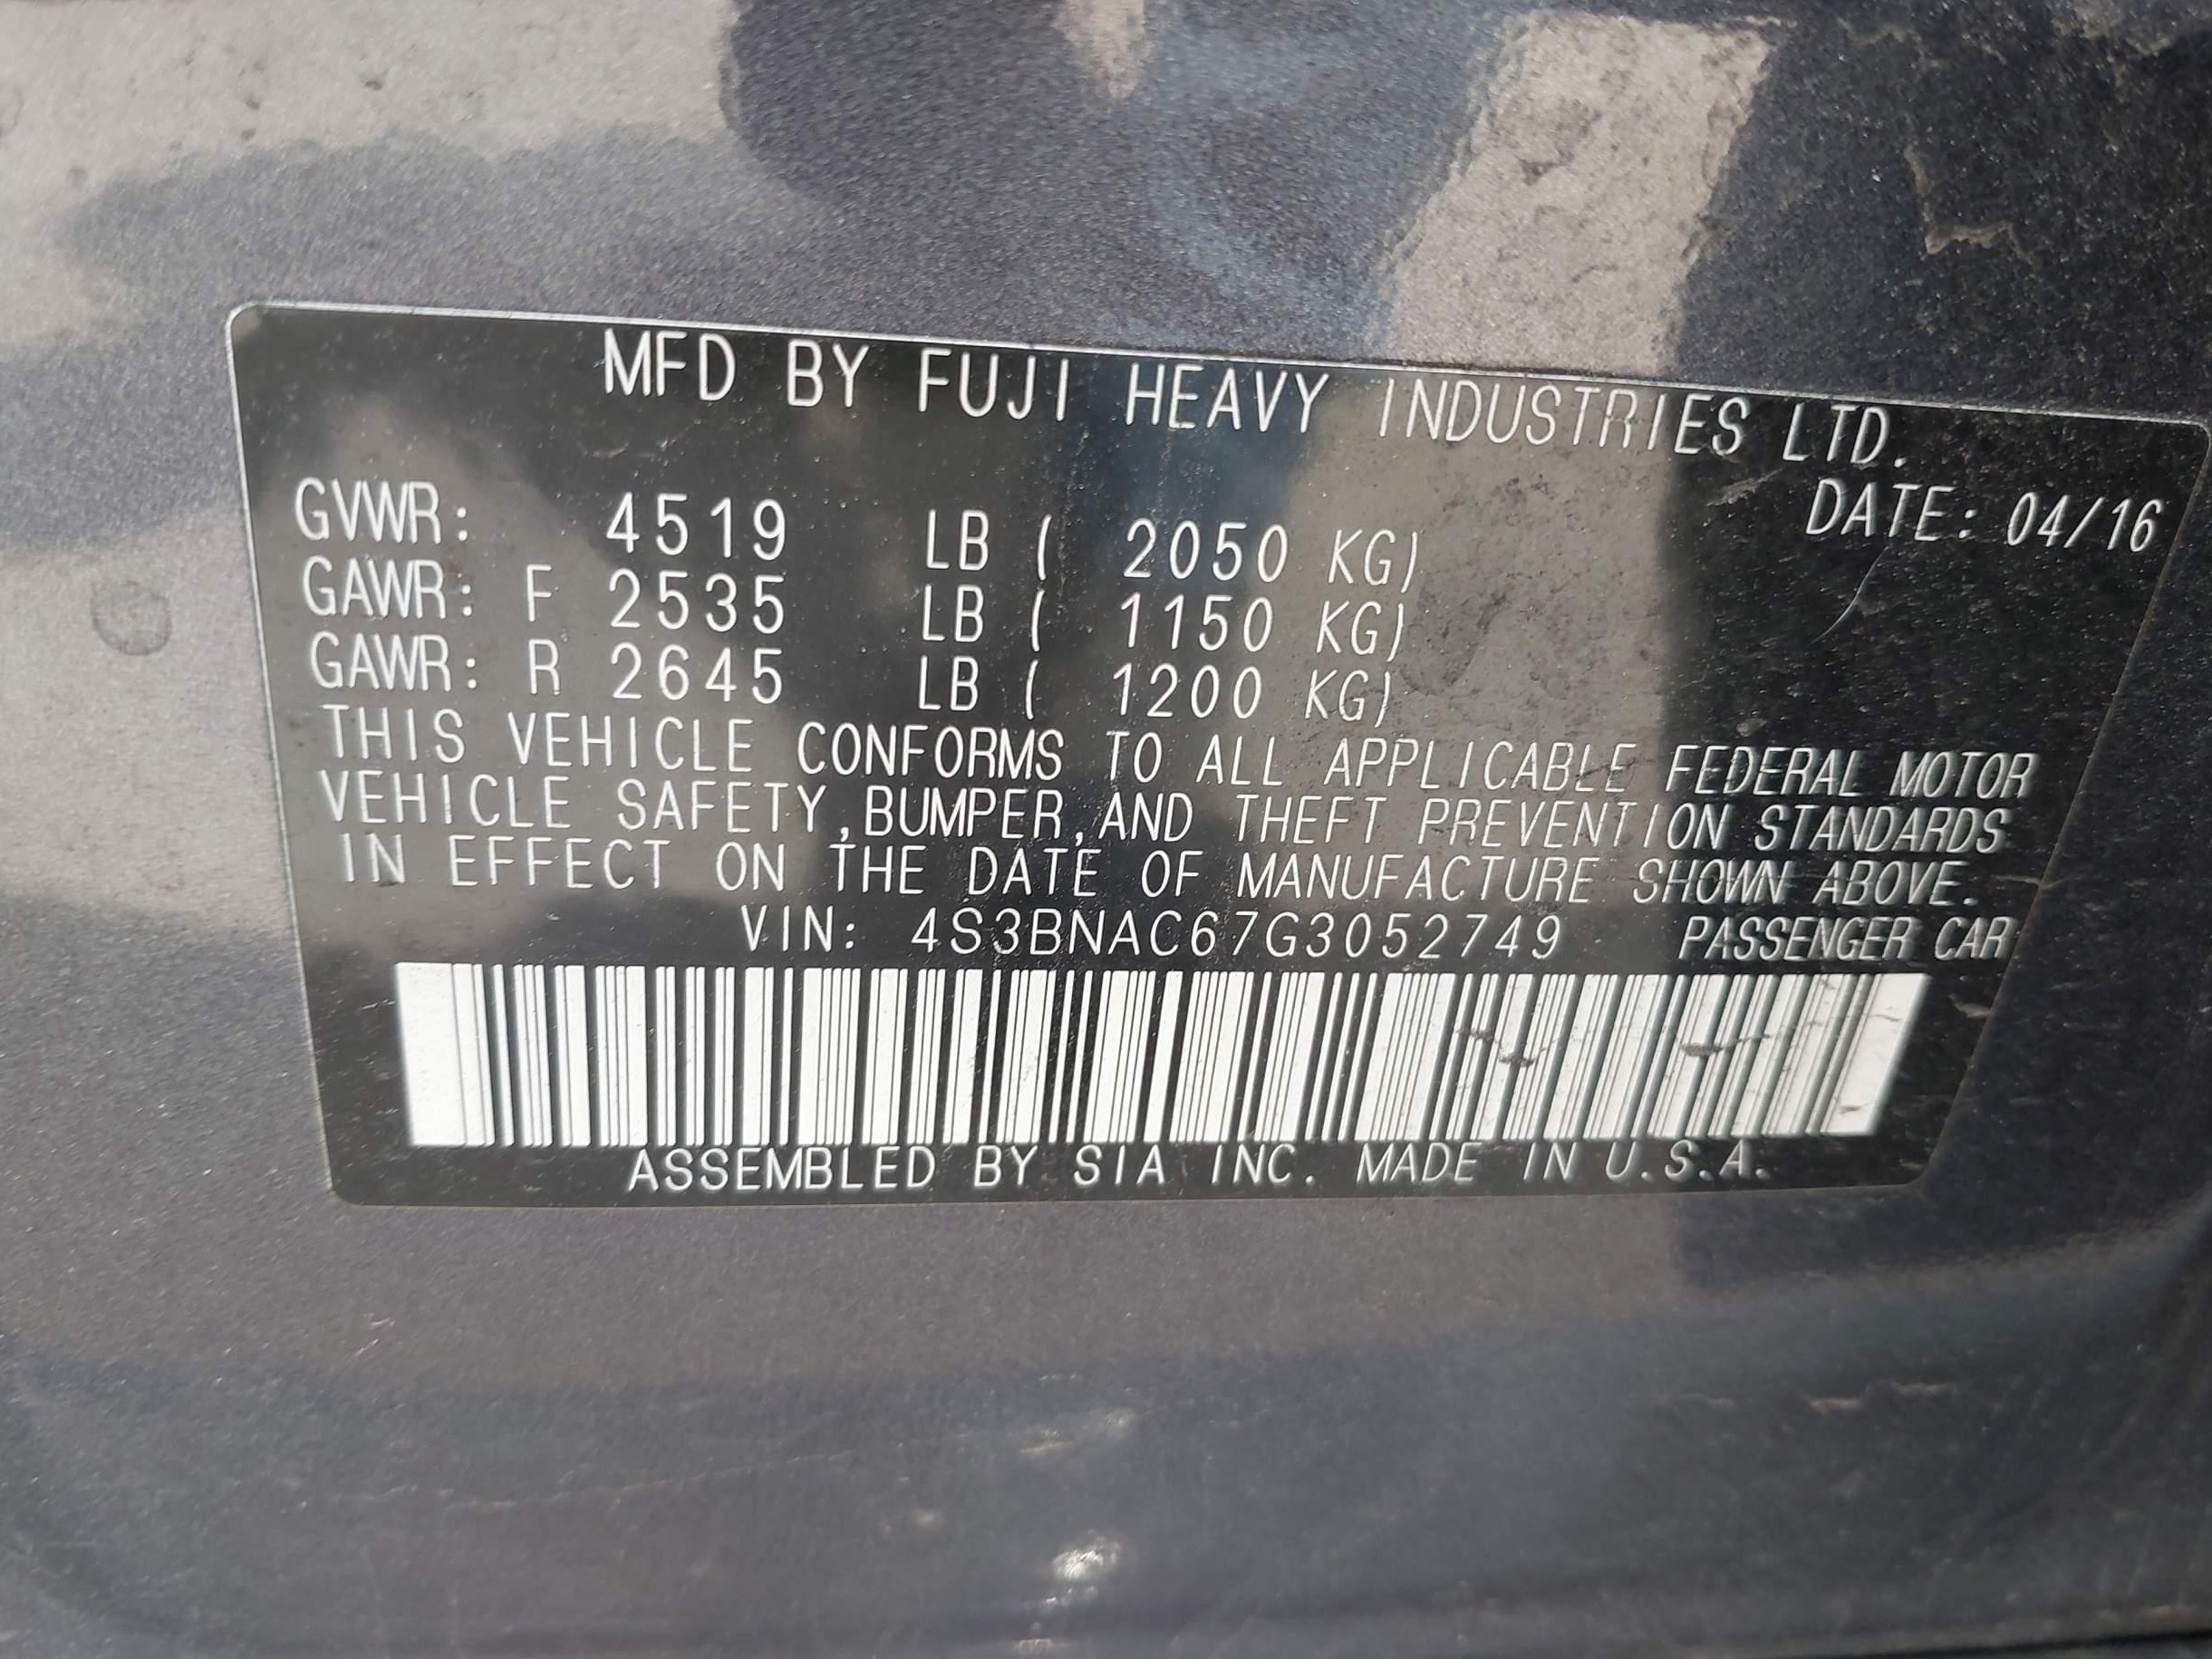 MFD BY FUJI HEAVY INDUSTRIES LTD.
DATE: 04/16
GVWR: 4519 LB ( 2050 KG)
GAWR: F 2535 LB ( 1150 KG)
GAWR: R 2645 LB ( 1200 KG)
THIS VEHICLE CONFORMS TO ALL APPLICABLE FEDERAL MOTOR
VEHICLE SAFETY,BUMPER,AND THEFT PREVENTION STANDARDS
IN EFFECT ON THE DATE OF MANUFACTURE SHOWN ABOVE.
VIN: 4S3BNAC67G3052749 PASSENGER CAR
ASSEMBLED BY SIA INC. MADE IN U.S.A.